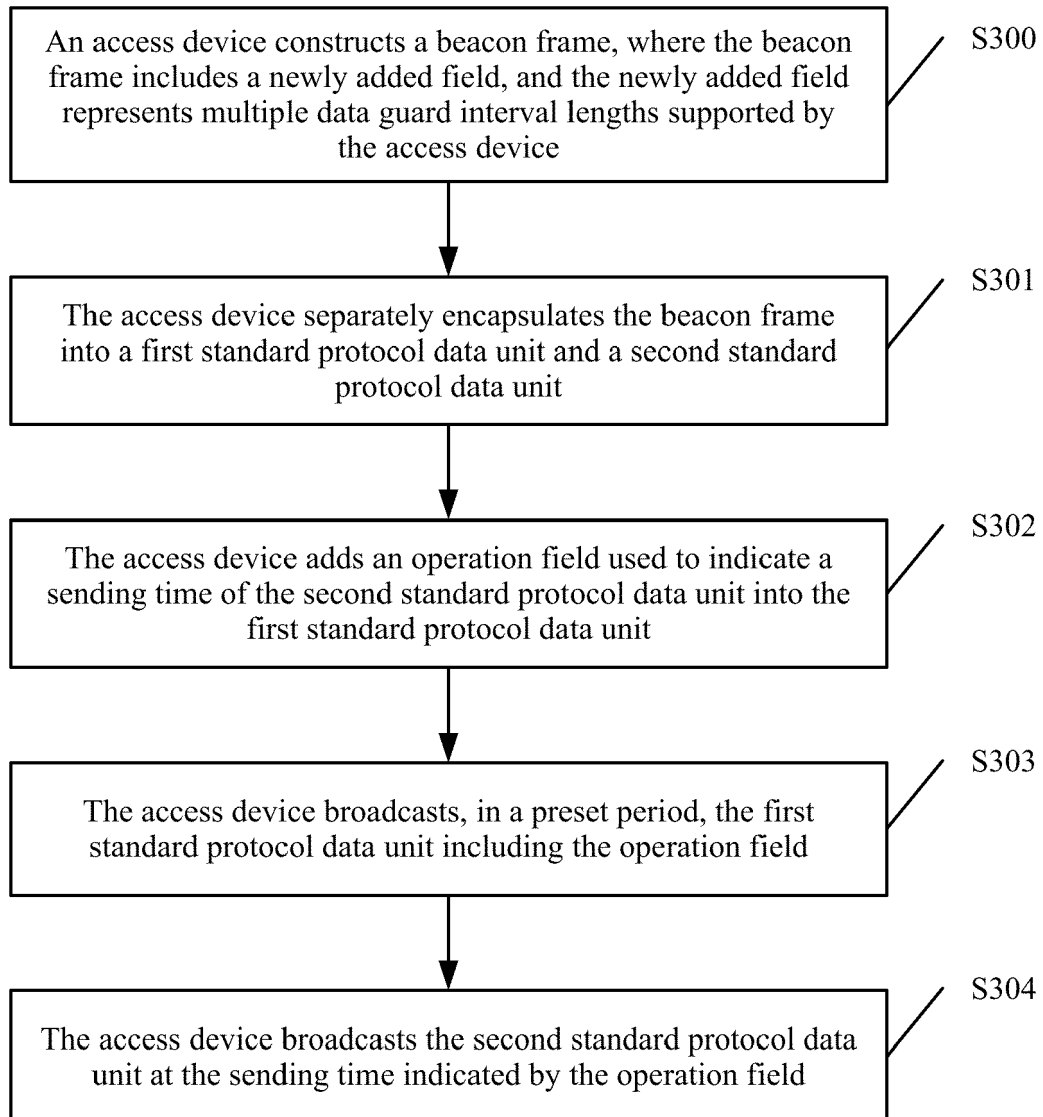 An access device constructs a beacon frame, where the beacon
frame includes a newly added field, and the newly added field
represents multiple data guard interval lengths supported by
the access device
S300
The access device separately encapsulates the beacon frame
into a first standard protocol data unit and a second standard
protocol data unit
S301
The access device adds an operation field used to indicate a
sending time of the second standard protocol data unit into the
first standard protocol data unit
S302
The access device broadcasts, in a preset period, the first
standard protocol data unit including the operation field
S303
The access device broadcasts the second standard protocol data
unit at the sending time indicated by the operation field
S304